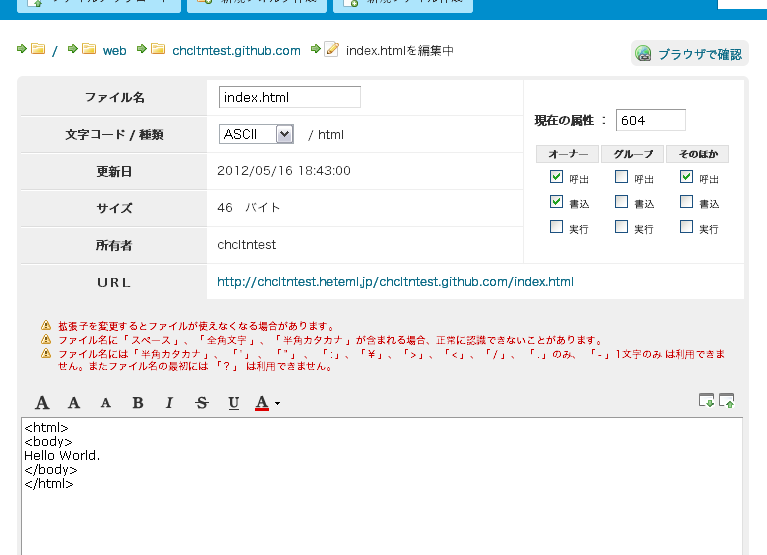 / web chcltntest.github.com index.htmlを編集中 ブラウザで確認
ファイル名 index.html
文字コード / 種類 ASCII / html
更新日 2012/05/16 18:43:00
サイズ 46 バイト
所有者 chcltntest
URL http://chcltntest.heteml.jp/chcltntest.github.com/index.html
現在の属性 : 604
オーナー グループ そのほか
呼出 呼出 呼出
書込 書込 書込
実行 実行 実行
拡張子を変更するとファイルが使えなくなる場合があります。
ファイル名に「 スペース 」、「 全角文字 」、「 半角カタカナ 」が含まれる場合、正常に認識できないことがあります。
ファイル名には「 半角カタカナ 」、「 ' 」、「 " 」、「 : 」、「 ¥ 」、「 > 」、「 < 」、「 / 」、「 . 」のみ、「 - 」1文字のみ は利用できま
せん。またファイル名の最初には 「 ? 」 は利用できません。
A A A B I S U A
<html>
<body>
Hello World.
</body>
</html>